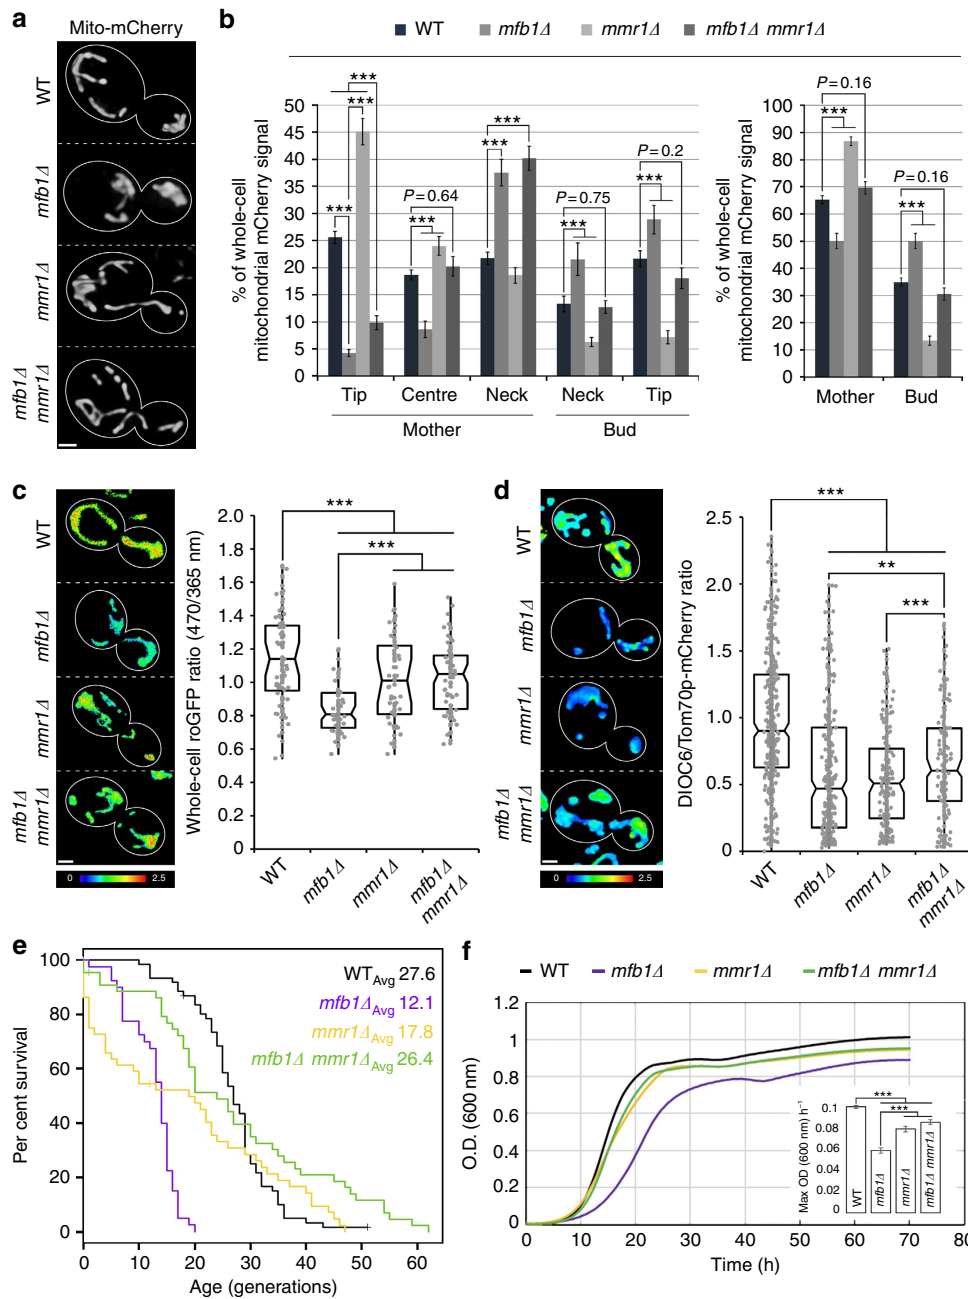 a
Mito-mCherry
WT
mfb1Δ
mmr1Δ
mfb1Δ
mmr1Δ
b
WT mfb1Δ mmr1Δ mfb1Δ mmr1Δ
% of whole-cell
mitochondrial mCherry signal
50
45
40
35
30
25
20
15
10
5
0
***
***
***
***
P = 0.64
***
***
***
P = 0.75
***
P = 0.2
***
Tip Centre Neck Neck Tip
Mother Bud
% of whole-cell
mitochondrial mCherry signal
100
90
80
70
60
50
40
30
20
10
0
P = 0.16
***
P = 0.16
***
Mother Bud
c
WT
mfb1Δ
mmr1Δ
mfb1Δ
mmr1Δ
0 2.5
Whole-cell roGFP ratio (470/365 nm)
2.0
1.8
1.6
1.4
1.2
1.0
0.8
0.6
0.4
0.2
0
***
***
WT
mfb1Δ
mmr1Δ
mfb1Δ
mmr1Δ
d
WT
mfb1Δ
mmr1Δ
mfb1Δ
mmr1Δ
0 2.5
DIOC6/Tom70p-mCherry ratio
2.5
2.0
1.5
1.0
0.5
0
***
**
***
WT
mfb1Δ
mmr1Δ
mfb1Δ
mmr1Δ
e
Per cent survival
100
80
60
40
20
0
WT Avg 27.6
mfb1Δ Avg 12.1
mmr1Δ Avg 17.8
mfb1Δ mmr1Δ Avg 26.4
0 20 40 60
Age (generations)
f
WT mfb1Δ mmr1Δ mfb1Δ mmr1Δ
O.D. (600 nm)
1.2
1
0.8
0.6
0.4
0.2
0
0 10 20 30 40 50 60 70 80
Time (h)
Max OD (600 nm) h⁻¹
0.1
0.08
0.06
0.04
0.02
0
***
***
WT
mfb1Δ
mmr1Δ
mfb1Δ mmr1Δ